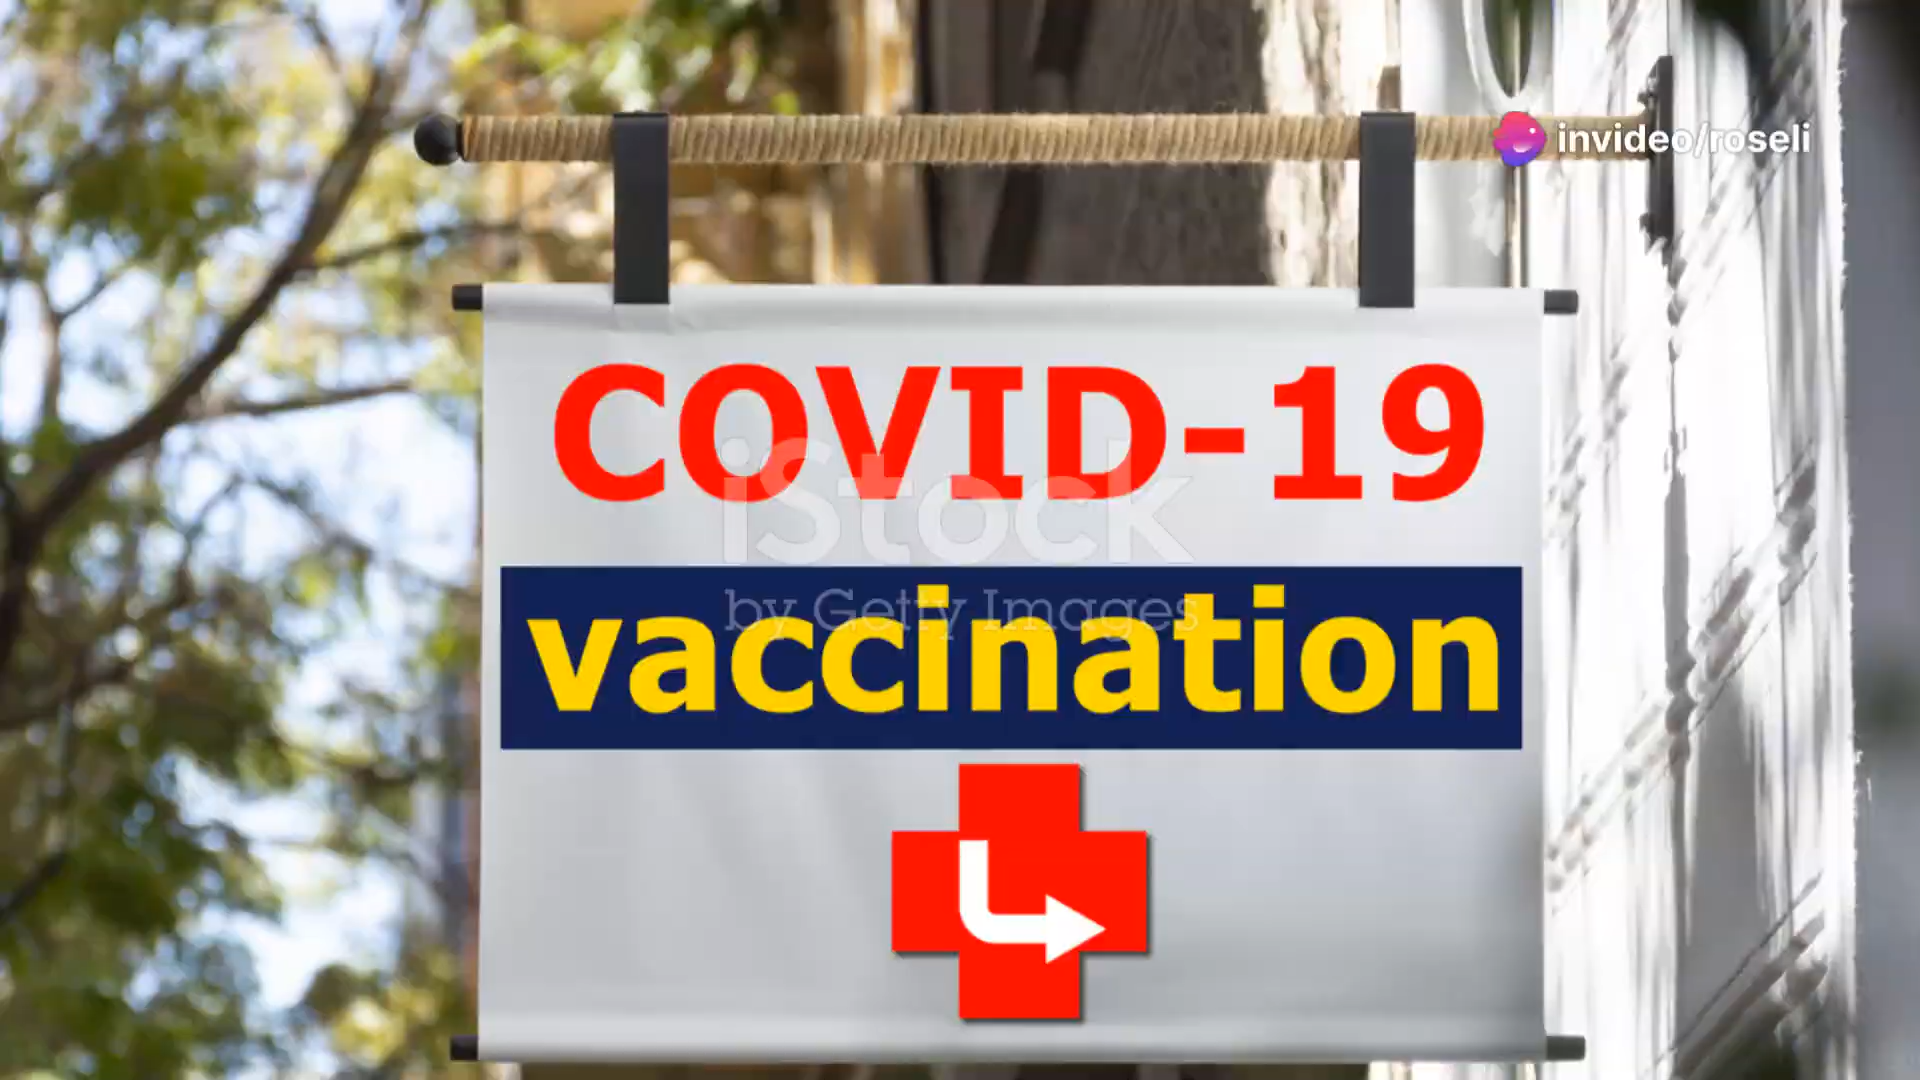 invideo/roseli
COVID-19
iStock
by Getty Images
vaccination